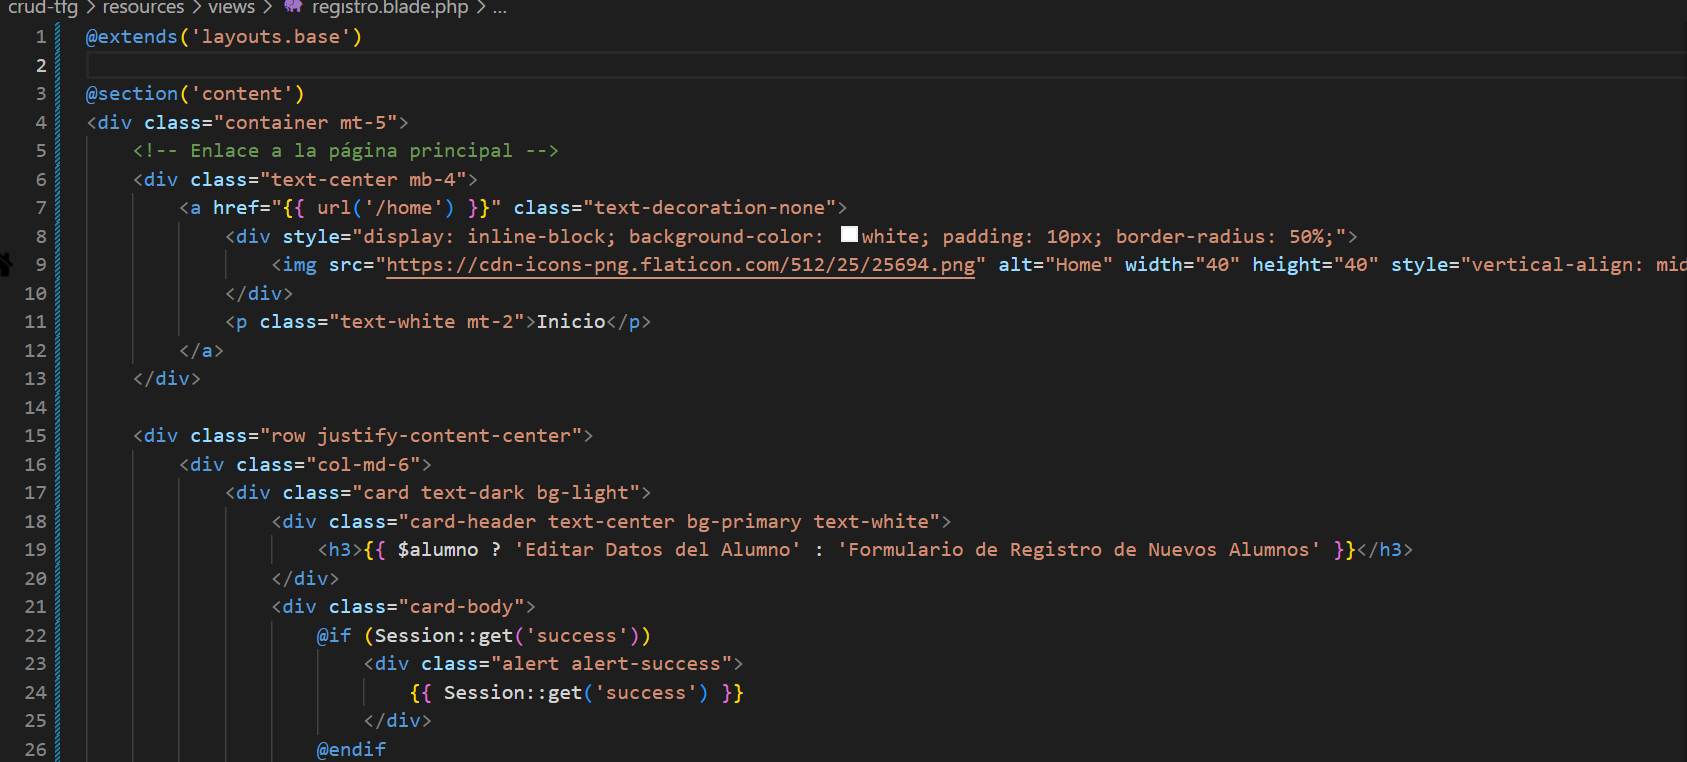 crud-tfg > resources > views > registro.blade.php > ...
1 @extends('layouts.base')
2
3 @section('content')
4 <div class="container mt-5">
5 <!-- Enlace a la página principal -->
6 <div class="text-center mb-4">
7 <a href="{{ url('/home') }}" class="text-decoration-none">
8 <div style="display: inline-block; background-color: white; padding: 10px; border-radius: 50%;">
9 <img src="https://cdn-icons-png.flaticon.com/512/25/25694.png" alt="Home" width="40" height="40" style="vertical-align: mid
10 </div>
11 <p class="text-white mt-2">Inicio</p>
12 </a>
13 </div>
14
15 <div class="row justify-content-center">
16 <div class="col-md-6">
17 <div class="card text-dark bg-light">
18 <div class="card-header text-center bg-primary text-white">
19 <h3>{{ $alumno ? 'Editar Datos del Alumno' : 'Formulario de Registro de Nuevos Alumnos' }}</h3>
20 </div>
21 <div class="card-body">
22 @if (Session::get('success'))
23 <div class="alert alert-success">
24 {{ Session::get('success') }}
25 </div>
26 @endif